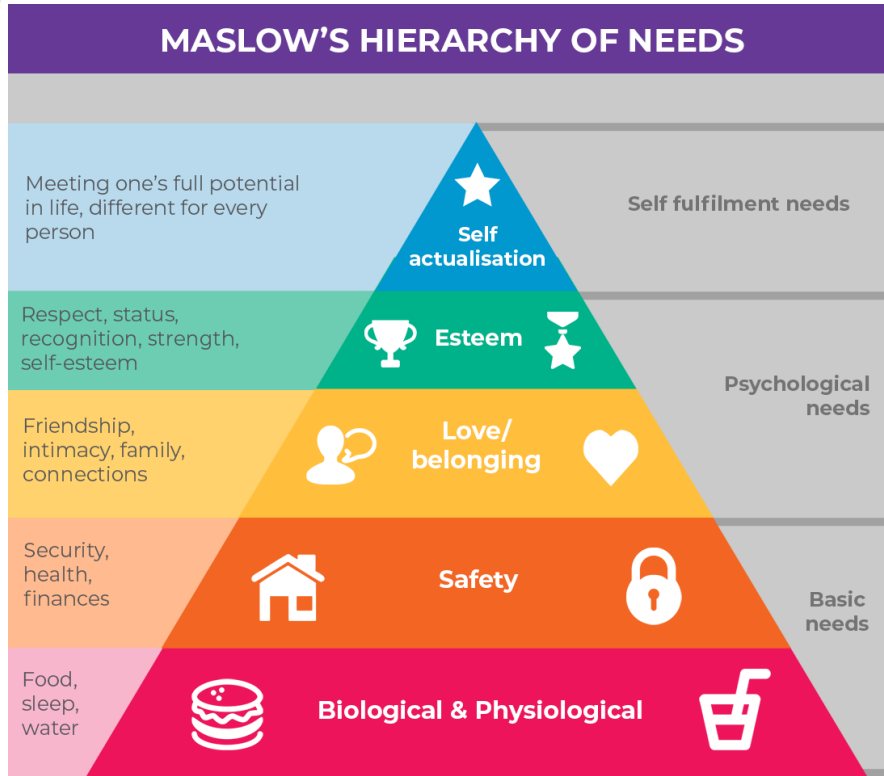 MASLOW'S HIERARCHY OF NEEDS
Meeting one's full potential
in life, different for every
person
Self
actualisation
Self fulfilment needs
Respect, status,
recognition, strength,
self-esteem
Esteem
Psychological
needs
Friendship,
intimacy, family,
connections
Love/
belonging
Security,
health,
finances
Safety
Basic
needs
Food,
sleep,
water
Biological & Physiological